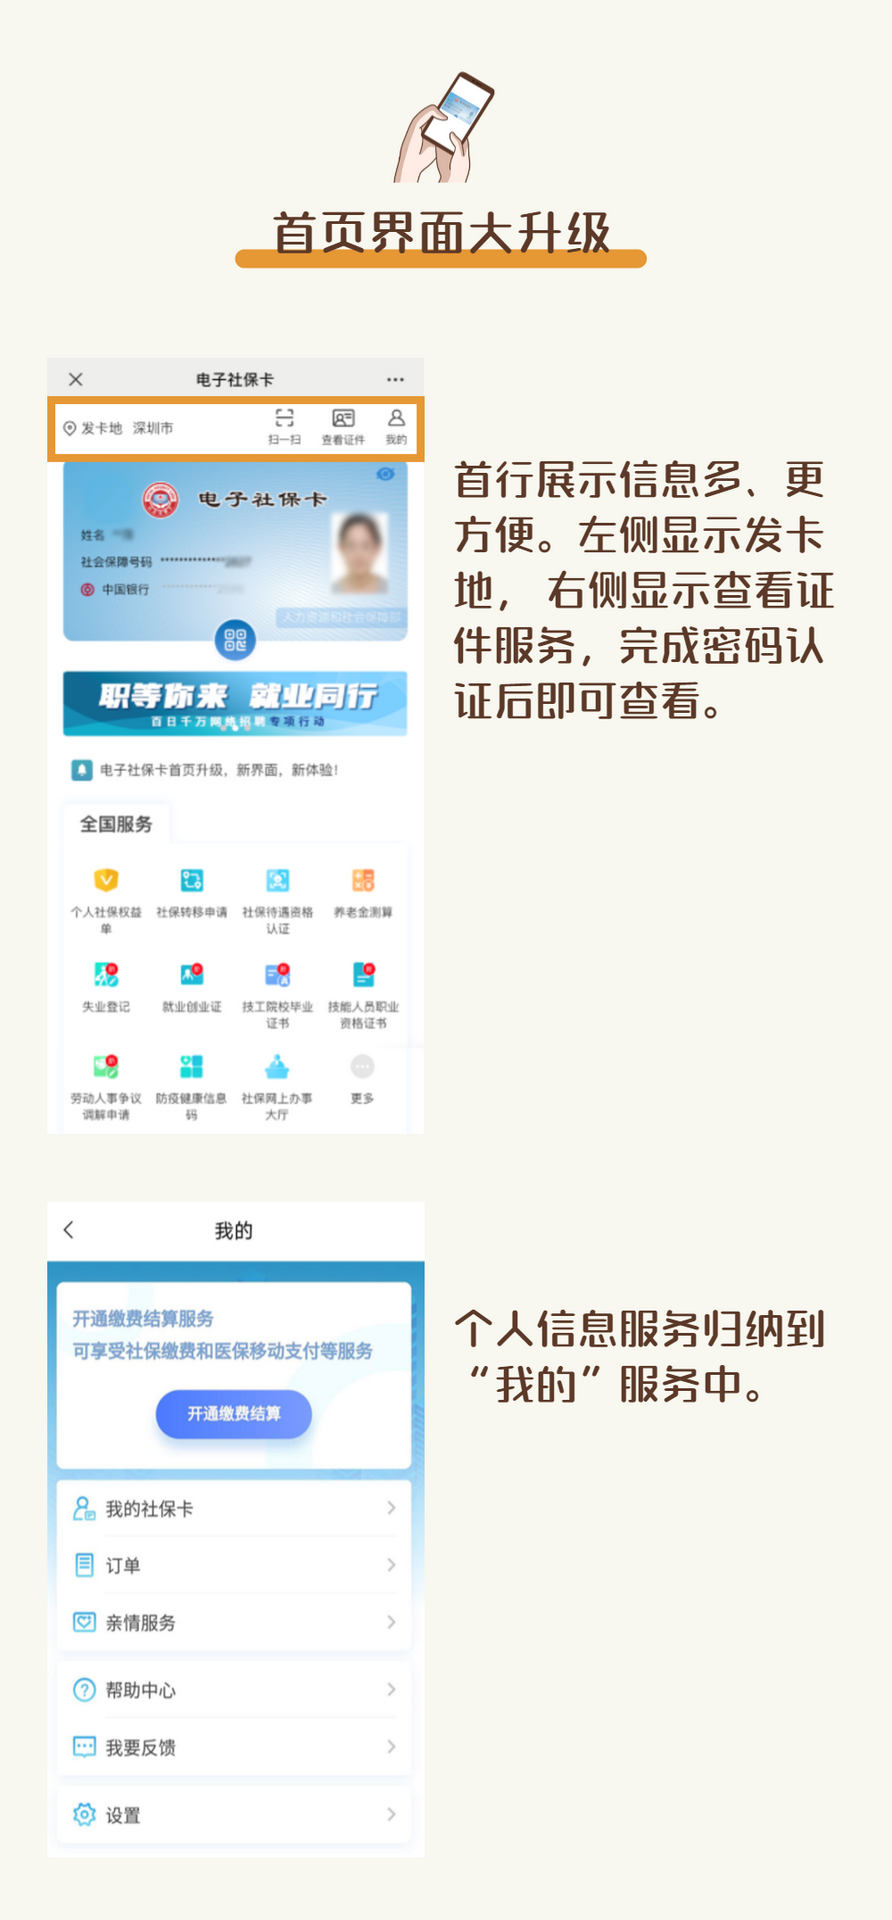 首页界面大升级
电子社保卡
发卡地 深圳市
扫一扫 查看证件 我的
电子社保卡
姓名
社会保障号码 ************
中国银行
人力资源和社会保障部
职等你来 就业同行
百日千万网络招聘专项行动
电子社保卡首页升级，新界面，新体验!
全国服务
个人社保权益单 社保转移申请 社保待遇资格认证 养老金测算
失业登记 就业创业证 技工院校毕业证书 技能人员职业资格证书
劳动人事争议调解申请 防疫健康信息码 社保网上办事大厅 更多
首行展示信息多、更
方便。左侧显示发卡
地， 右侧显示查看证
件服务，完成密码认
证后即可查看。
我的
开通缴费结算服务
可享受社保缴费和医保移动支付等服务
开通缴费结算
我的社保卡
订单
亲情服务
帮助中心
我要反馈
设置
个人信息服务归纳到
“我的”服务中。